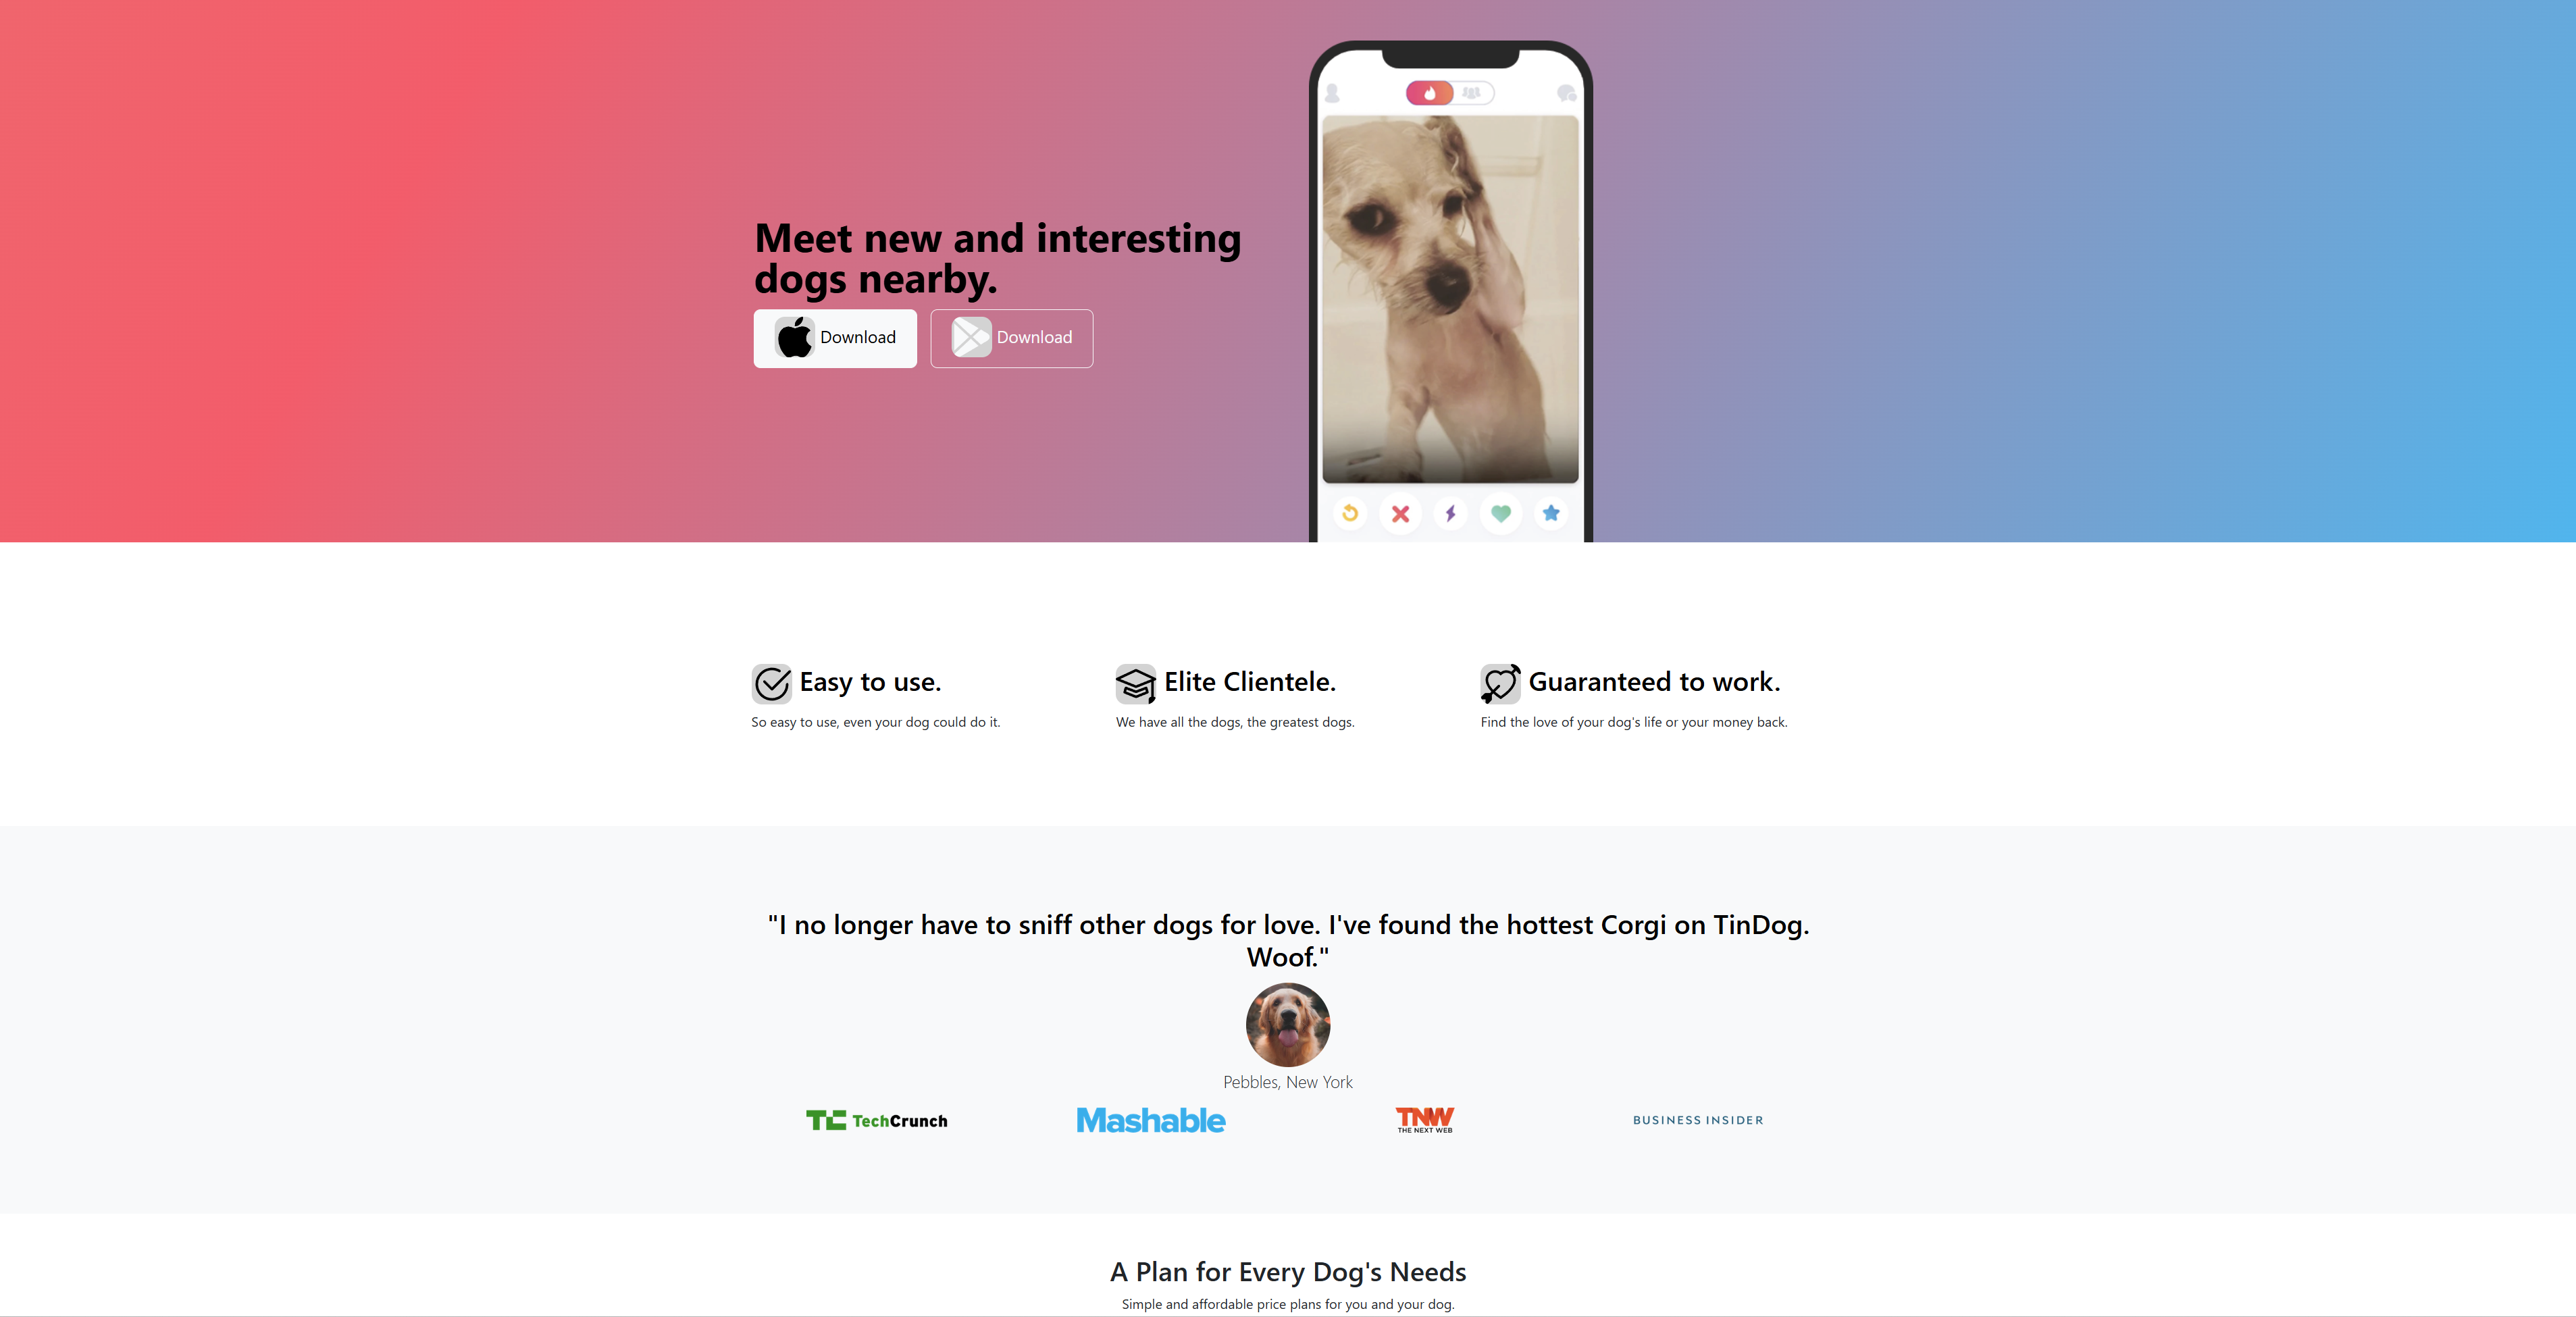 Meet new and interesting
dogs nearby.
Download
Download
Easy to use.
So easy to use, even your dog could do it.
Elite Clientele.
We have all the dogs, the greatest dogs.
Guaranteed to work.
Find the love of your dog's life or your money back.
"I no longer have to sniff other dogs for love. I've found the hottest Corgi on TinDog.
Woof."
Pebbles, New York
TC TechCrunch
Mashable
TNW
THE NEXT WEB
BUSINESS INSIDER
A Plan for Every Dog's Needs
Simple and affordable price plans for you and your dog.